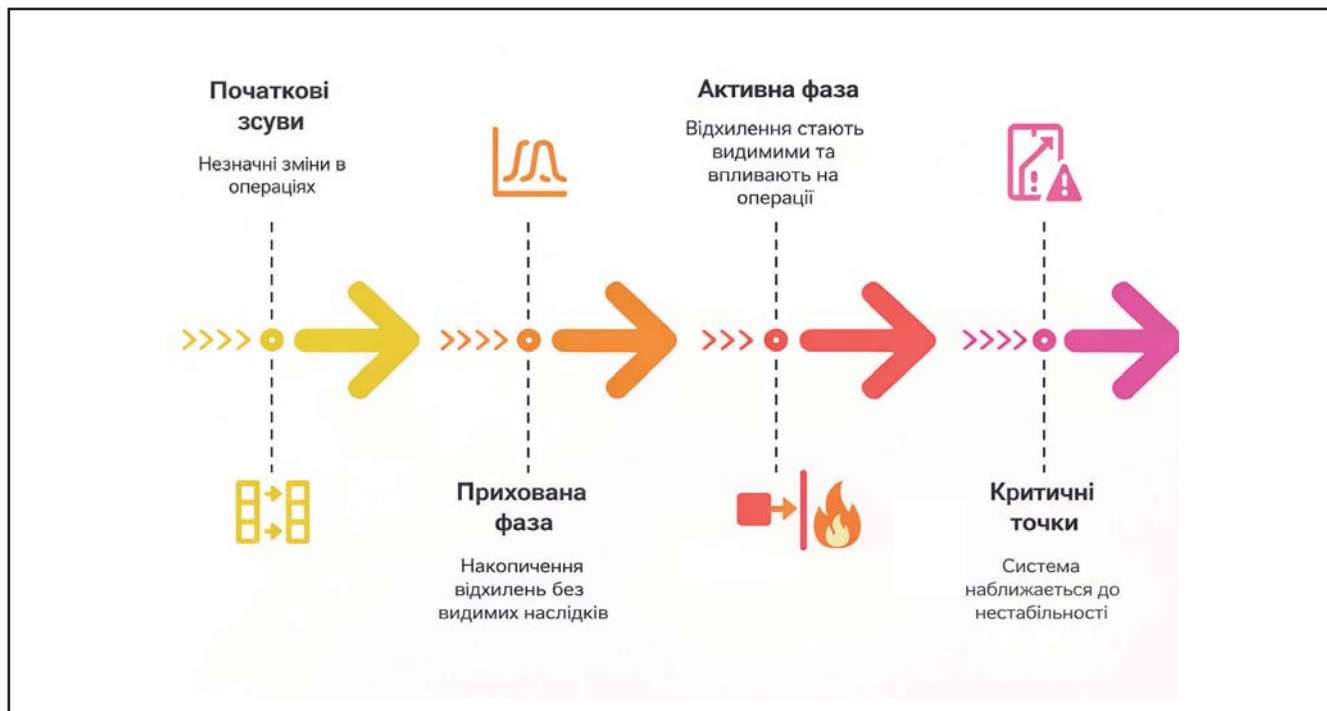 Початкові
зсуви
Незначні зміни в
операціях
Прихована
фаза
Накопичення
відхилень без
видимих наслідків
Активна фаза
Відхилення стають
видимими та
впливають на
операції
Критичні
точки
Система
наближається до
нестабільності